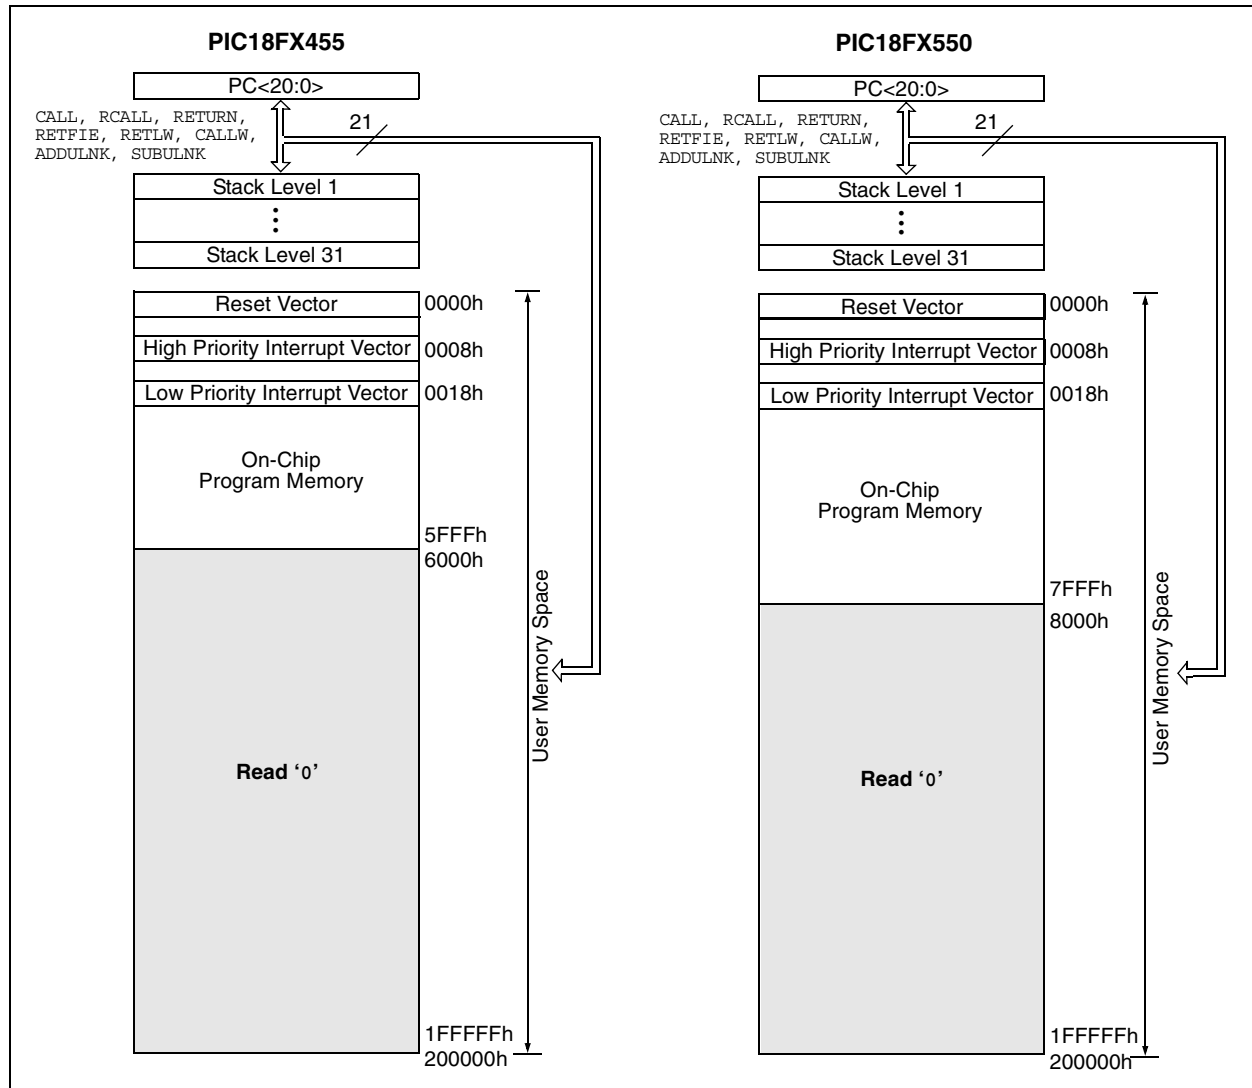 PIC18FX455
PC<20:0>
CALL, RCALL, RETURN,
RETFIE, RETLW, CALLW,
ADDULNK, SUBULNK
21
Stack Level 1
Stack Level 31
Reset Vector
0000h
High Priority Interrupt Vector
0008h
Low Priority Interrupt Vector
0018h
On-Chip
Program Memory
5FFFh
6000h
Read ‘0’
User Memory Space
1FFFFFh
200000h
PIC18FX550
PC<20:0>
CALL, RCALL, RETURN,
RETFIE, RETLW, CALLW,
ADDULNK, SUBULNK
21
Stack Level 1
Stack Level 31
Reset Vector
0000h
High Priority Interrupt Vector
0008h
Low Priority Interrupt Vector
0018h
On-Chip
Program Memory
7FFFh
8000h
Read ‘0’
User Memory Space
1FFFFFh
200000h